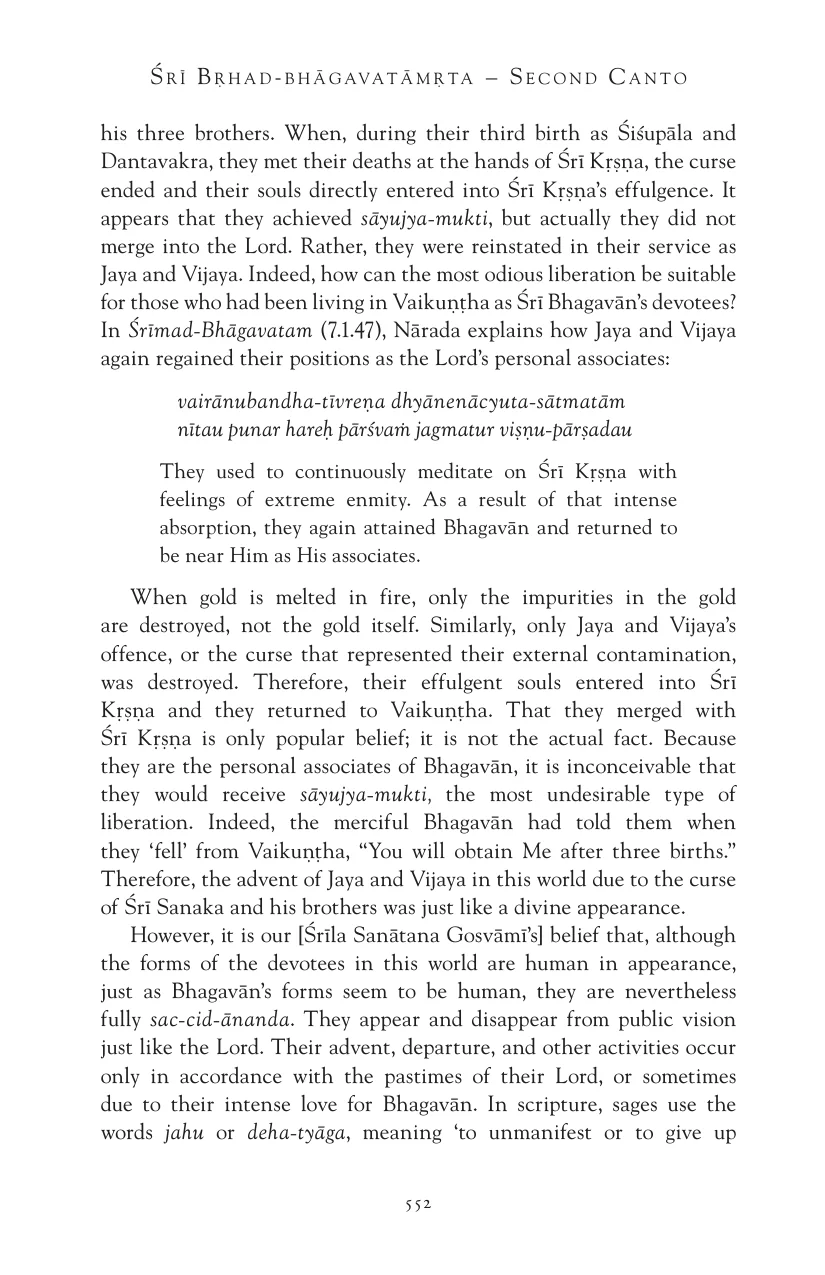 Śrī Bṛhad-bhāgavatāmṛta – Second Canto
his three brothers. When, during their third birth as Śiśupāla and
Dantavakra, they met their deaths at the hands of Śrī Kṛṣṇa, the curse
ended and their souls directly entered into Śrī Kṛṣṇa’s effulgence. It
appears that they achieved sāyujya-mukti, but actually they did not
merge into the Lord. Rather, they were reinstated in their service as
Jaya and Vijaya. Indeed, how can the most odious liberation be suitable
for those who had been living in Vaikuṇṭha as Śrī Bhagavān’s devotees?
In Śrīmad-Bhāgavatam (7.1.47), Nārada explains how Jaya and Vijaya
again regained their positions as the Lord’s personal associates:
vairānubandha-tīvreṇa dhyānenācyuta-sātmatām
nītau punar hareḥ pārśvaṁ jagmatur viṣṇu-pārṣadau
They used to continuously meditate on Śrī Kṛṣṇa with
feelings of extreme enmity. As a result of that intense
absorption, they again attained Bhagavān and returned to
be near Him as His associates.
When gold is melted in fire, only the impurities in the gold
are destroyed, not the gold itself. Similarly, only Jaya and Vijaya’s
offence, or the curse that represented their external contamination,
was destroyed. Therefore, their effulgent souls entered into Śrī
Kṛṣṇa and they returned to Vaikuṇṭha. That they merged with
Śrī Kṛṣṇa is only popular belief; it is not the actual fact. Because
they are the personal associates of Bhagavān, it is inconceivable that
they would receive sāyujya-mukti, the most undesirable type of
liberation. Indeed, the merciful Bhagavān had told them when
they ‘fell’ from Vaikuṇṭha, “You will obtain Me after three births.”
Therefore, the advent of Jaya and Vijaya in this world due to the curse
of Śrī Sanaka and his brothers was just like a divine appearance.
However, it is our [Śrīla Sanātana Gosvāmī’s] belief that, although
the forms of the devotees in this world are human in appearance,
just as Bhagavān’s forms seem to be human, they are nevertheless
fully sac-cid-ānanda. They appear and disappear from public vision
just like the Lord. Their advent, departure, and other activities occur
only in accordance with the pastimes of their Lord, or sometimes
due to their intense love for Bhagavān. In scripture, sages use the
words jahu or deha-tyāga, meaning ‘to unmanifest or to give up
552